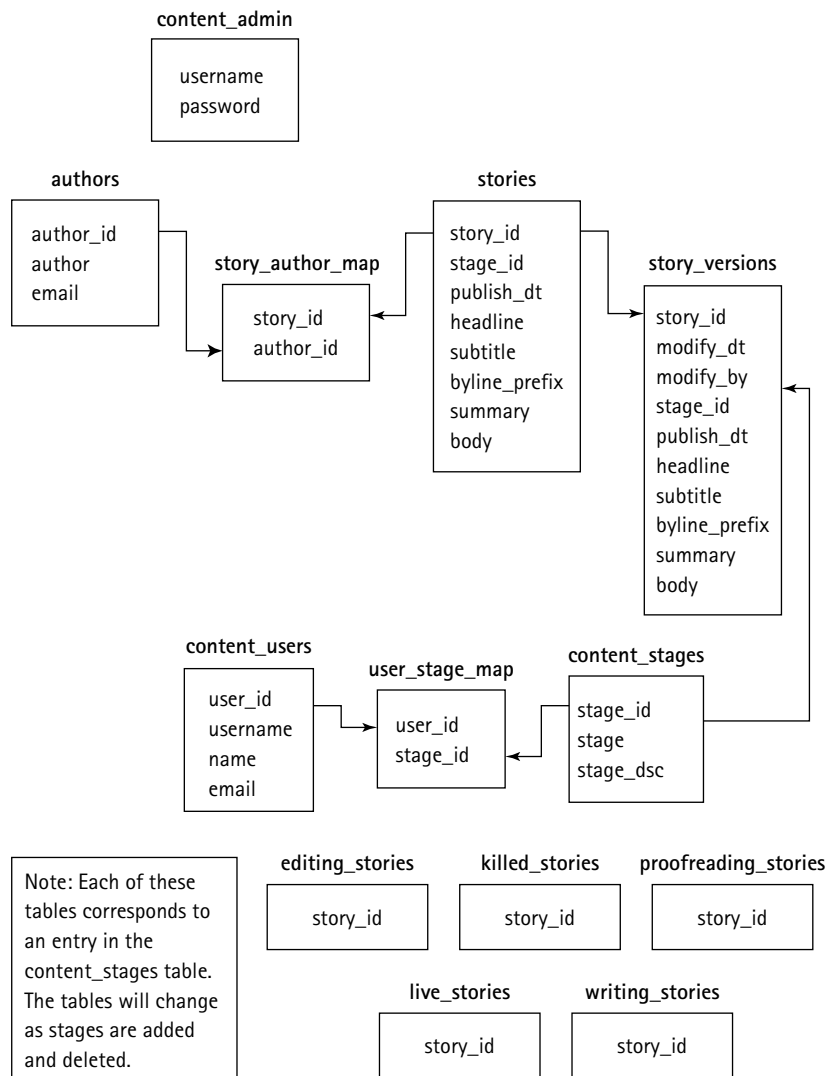 content_admin
username
password
authors
author_id
author
email
story_author_map
story_id
author_id
stories
story_id
stage_id
publish_dt
headline
subtitle
byline_prefix
summary
body
story_versions
story_id
modify_dt
modify_by
stage_id
publish_dt
headline
subtitle
byline_prefix
summary
body
content_users
user_id
username
name
email
user_stage_map
user_id
stage_id
content_stages
stage_id
stage
stage_dsc
Note: Each of these
tables corresponds to
an entry in the
content_stages table.
The tables will change
as stages are added
and deleted.
editing_stories
story_id
killed_stories
story_id
proofreading_stories
story_id
live_stories
story_id
writing_stories
story_id